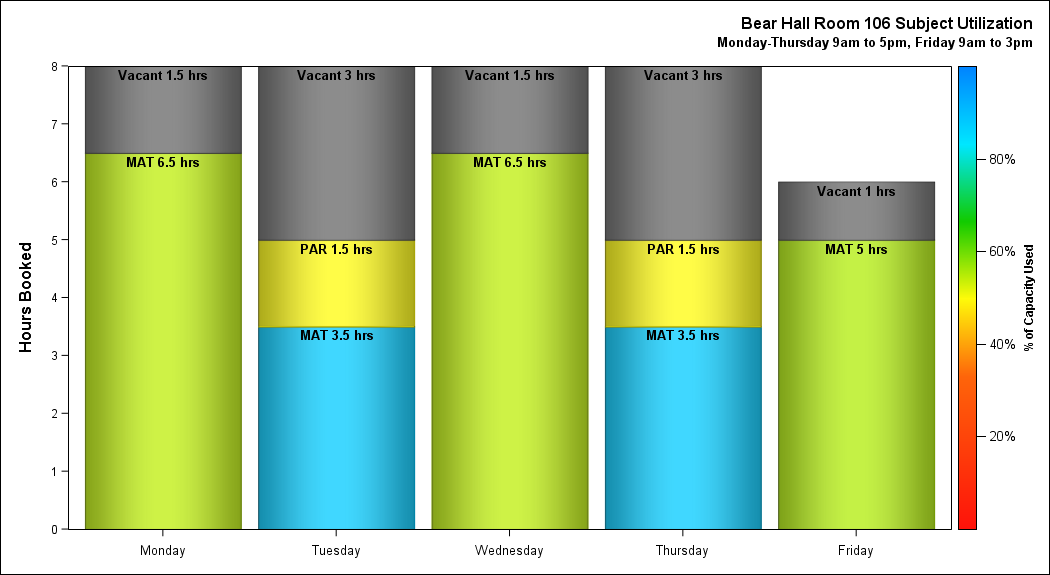 Bear Hall Room 106 Subject Utilization
Monday-Thursday 9am to 5pm, Friday 9am to 3pm
Hours Booked
8
7
6
5
4
3
2
1
0
Vacant 1.5 hrs
MAT 6.5 hrs
Vacant 3 hrs
PAR 1.5 hrs
MAT 3.5 hrs
Vacant 1.5 hrs
MAT 6.5 hrs
Vacant 3 hrs
PAR 1.5 hrs
MAT 3.5 hrs
Vacant 1 hrs
MAT 5 hrs
Monday
Tuesday
Wednesday
Thursday
Friday
80%
60%
40%
20%
% of Capacity Used